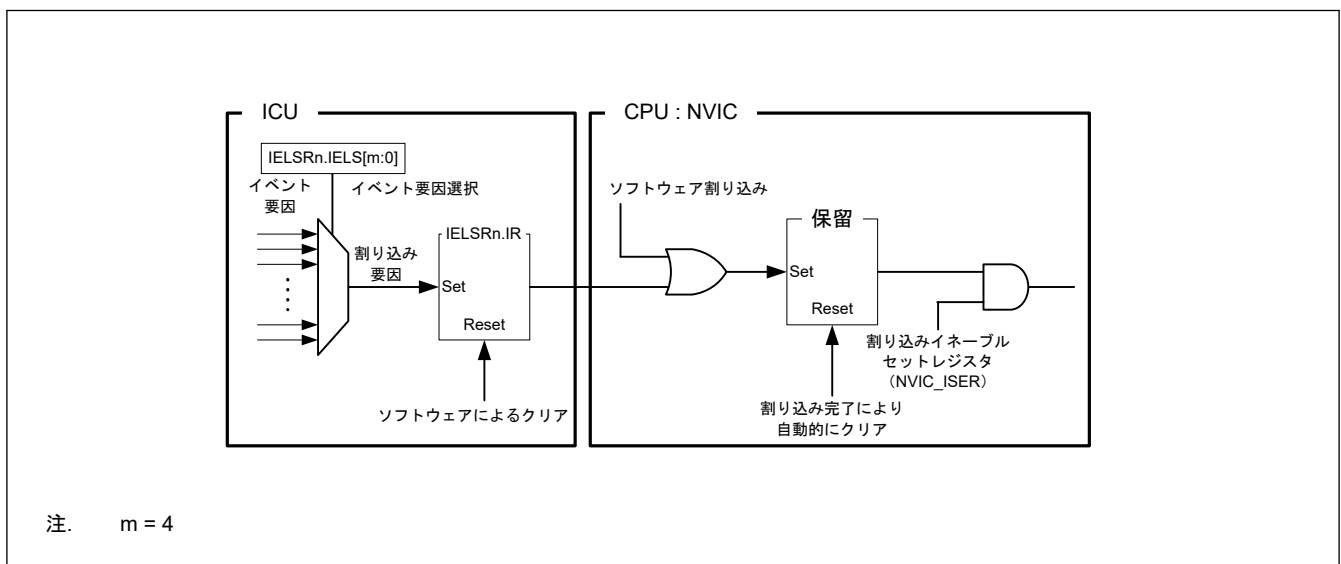 ICU
CPU : NVIC
IELSRn.IELS[m:0]
イベント
要因
イベント要因選択
割り込み
要因
IELSRn.IR
Set
Reset
ソフトウェアによるクリア
ソフトウェア割り込み
保留
Set
Reset
割り込みイネーブル
セットレジスタ
（NVIC_ISER）
割り込み完了により
自動的にクリア
注. m = 4